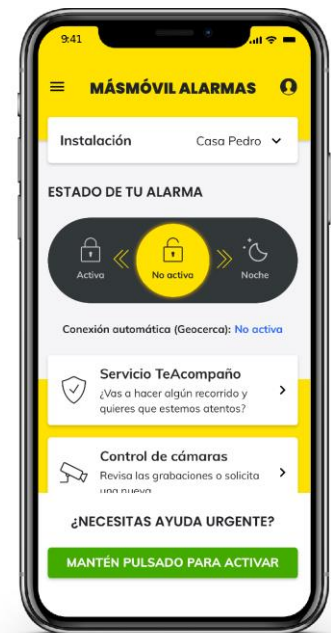 9:41
MÁSMÓVIL ALARMAS
Instalación Casa Pedro
ESTADO DE TU ALARMA
Activa No activa Noche
Conexión automática (Geocerca): No activa
Servicio TeAcompaño
¿Vas a hacer algún recorrido y
quieres que estemos atentos?
Control de cámaras
Revisa las grabaciones o solicita
una nueva
¿NECESITAS AYUDA URGENTE?
MANTÉN PULSADO PARA ACTIVAR